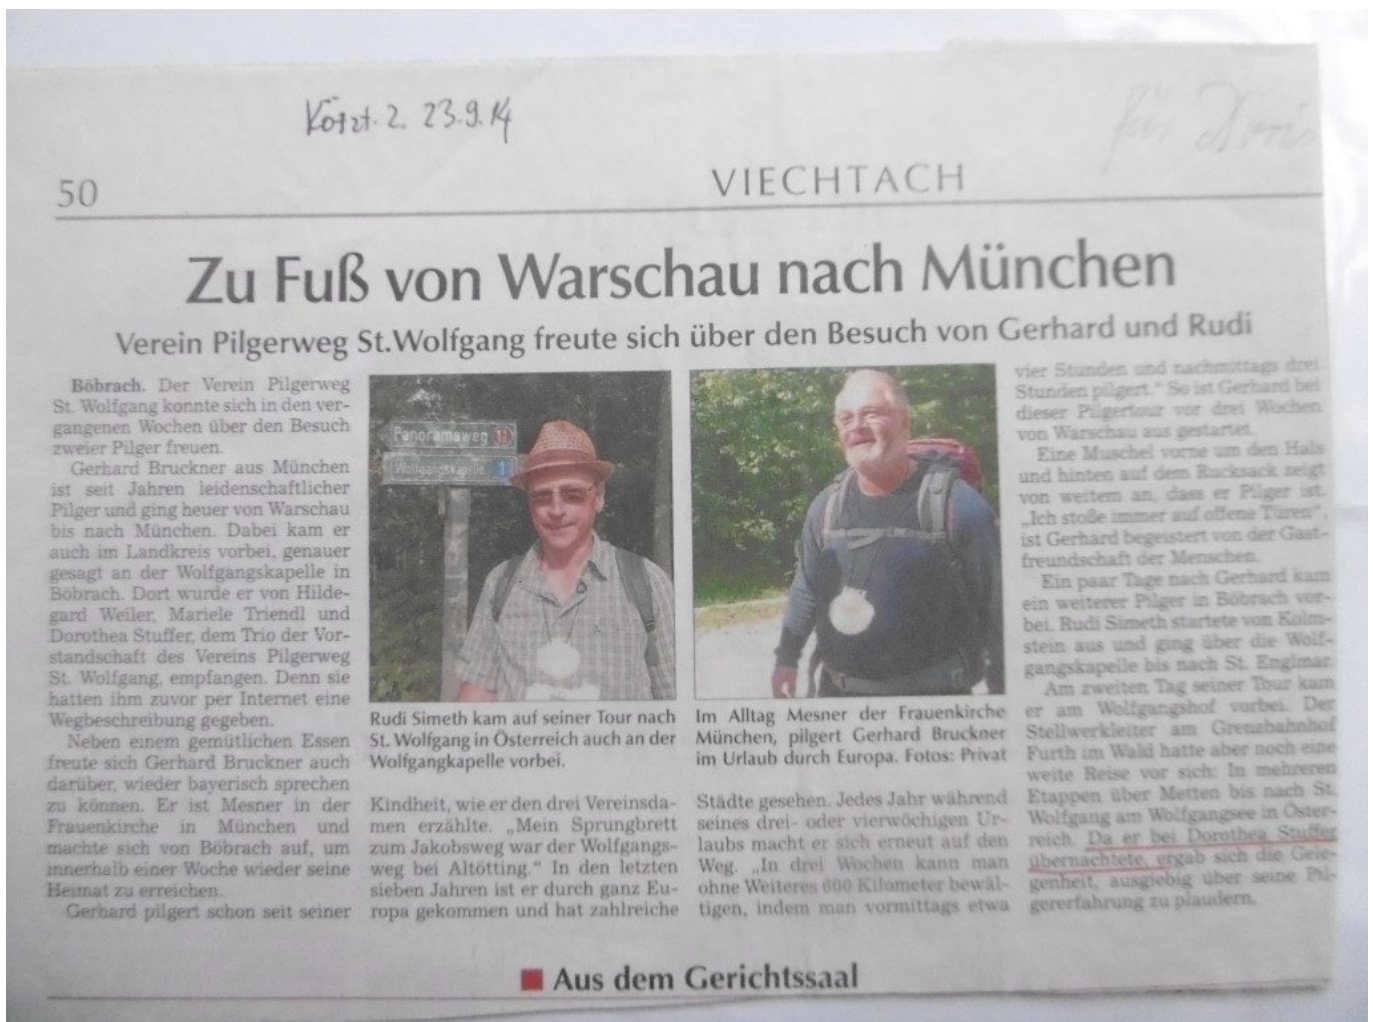 Közt. Z. 23.9.14
für Doris
50
VIECHTACH
Zu Fuß von Warschau nach München
Verein Pilgerweg St.Wolfgang freute sich über den Besuch von Gerhard und Rudi
Böbrach. Der Verein Pilgerweg
St. Wolfgang konnte sich in den ver-
gangenen Wochen über den Besuch
zweier Pilger freuen.
Gerhard Bruckner aus München
ist seit Jahren leidenschaftlicher
Pilger und ging heuer von Warschau
bis nach München. Dabei kam er
auch im Landkreis vorbei, genauer
gesagt an der Wolfgangskapelle in
Böbrach. Dort wurde er von Hilde-
gard Weiler, Mariele Triendl und
Dorothea Stuffer, dem Trio der Vor-
standschaft des Vereins Pilgerweg
St. Wolfgang, empfangen. Denn sie
hatten ihm zuvor per Internet eine
Wegbeschreibung gegeben.
Neben einem gemütlichen Essen
freute sich Gerhard Bruckner auch
darüber, wieder bayerisch sprechen
zu können. Er ist Mesner in der
Frauenkirche in München und
machte sich von Böbrach auf, um
innerhalb einer Woche wieder seine
Heimat zu erreichen.
Gerhard pilgert schon seit seiner
Panoramaweg
Wolfgangskapelle 1
Rudi Simeth kam auf seiner Tour nach
St. Wolfgang in Österreich auch an der
Wolfgangkapelle vorbei.
Im Alltag Mesner der Frauenkirche
München, pilgert Gerhard Bruckner
im Urlaub durch Europa. Fotos: Privat
Kindheit, wie er den drei Vereinsda-
men erzählte. „Mein Sprungbrett
zum Jakobsweg war der Wolfgangs-
weg bei Altötting.“ In den letzten
sieben Jahren ist er durch ganz Eu-
ropa gekommen und hat zahlreiche
Städte gesehen. Jedes Jahr während
seines drei- oder vierwöchigen Ur-
laubs macht er sich erneut auf den
Weg. „In drei Wochen kann man
ohne Weiteres 600 Kilometer bewäl-
tigen, indem man vormittags etwa
vier Stunden und nachmittags drei
Stunden pilgert.“ So ist Gerhard bei
dieser Pilgertour vor drei Wochen
von Warschau aus gestartet.
Eine Muschel vorne um den Hals
und hinten auf dem Rucksack zeigt
von weitem an, dass er Pilger ist.
„Ich stoße immer auf offene Türen“,
ist Gerhard begeistert von der Gast-
freundschaft der Menschen.
Ein paar Tage nach Gerhard kam
ein weiterer Pilger in Böbrach vor-
bei. Rudi Simeth startete von Kolm-
stein aus und ging über die Wolf-
gangskapelle bis nach St. Englmar.
Am zweiten Tag seiner Tour kam
er am Wolfgangshof vorbei. Der
Stellwerkleiter am Grenzbahnhof
Furth im Wald hatte aber noch eine
weite Reise vor sich: In mehreren
Etappen über Metten bis nach St.
Wolfgang am Wolfgangsee in Öster-
reich. Da er bei Dorothea Stuffer
übernachtete, ergab sich die Gele-
genheit, ausgiebig über seine Pil-
gererfahrung zu plaudern.
Aus dem Gerichtssaal